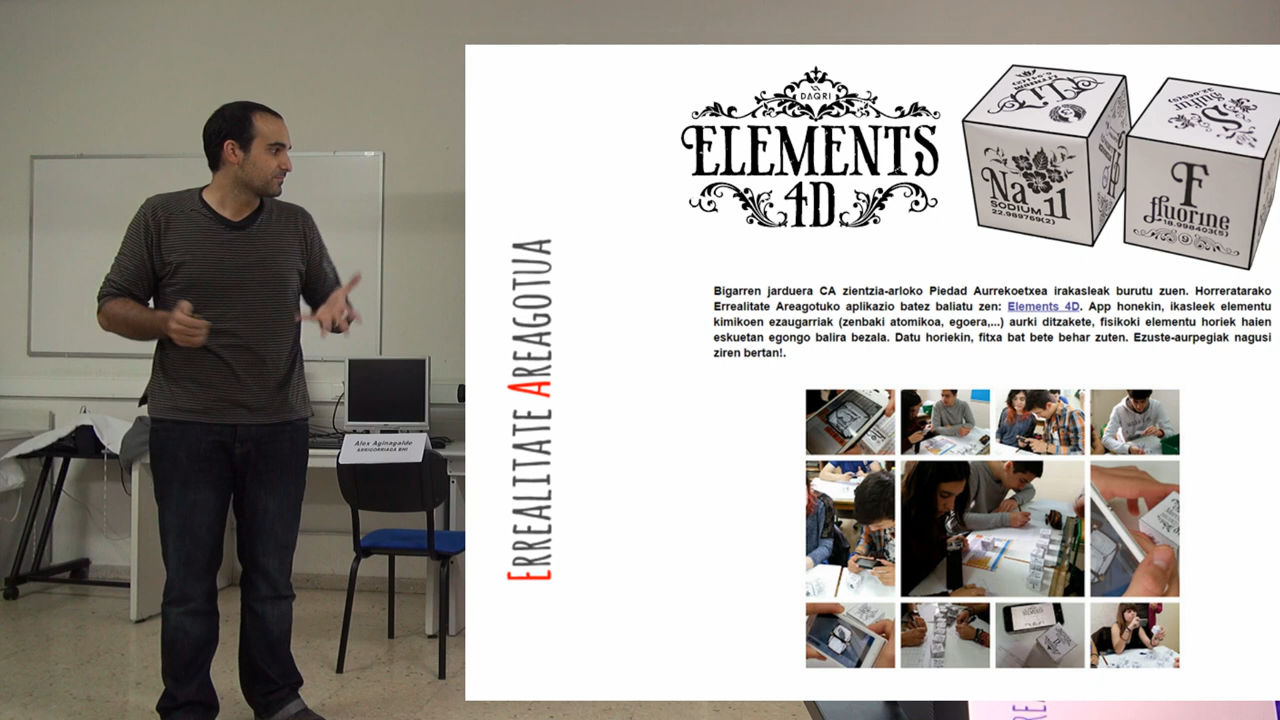 DAQRI
ELEMENTS
4D
Na 11
SODIUM
22.989769(2)
F
fluorine
18.998403(5)
9
S
Sulfur
Li
ERREALITATE AREAGOTUA
Bigarren jarduera CA zientzia-arloko Piedad Aurrekoetxea irakasleak burutu zuen. Horreratarako
Errealitate Areagotuko aplikazio batez baliatu zen: Elements 4D. App honekin, ikasleek elementu
kimikoen ezaugarriak (zenbaki atomikoa, egoera,...) aurki ditzakete, fisikoki elementu horiek haien
eskuetan egongo balira bezala. Datu horiekin, fitxa bat bete behar zuten. Ezuste-aurpegiak nagusi
ziren bertan!.
Alex Aginagalde
ARRIGORRIAGA BHI